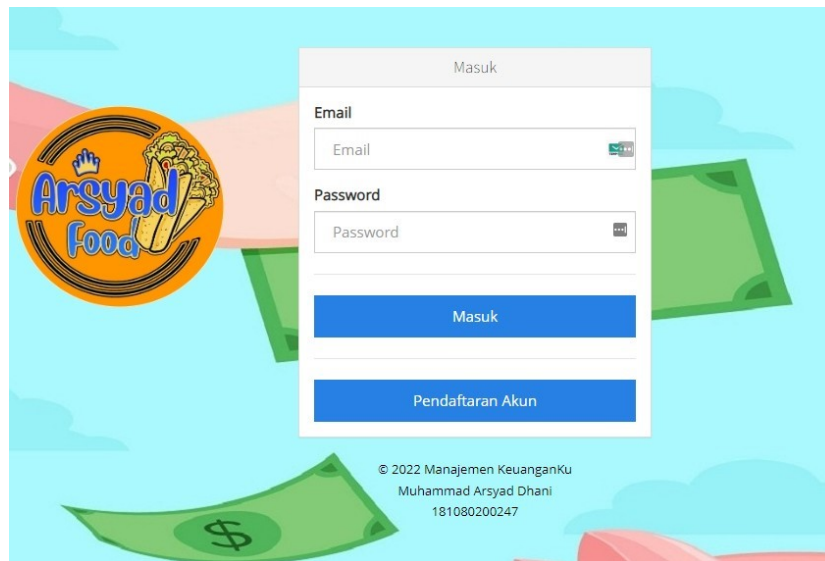 Masuk
Email
Email
Password
Password
Masuk
Pendaftaran Akun
Arsyad
Food
$
© 2022 Manajemen KeuanganKu
Muhammad Arsyad Dhani
181080200247